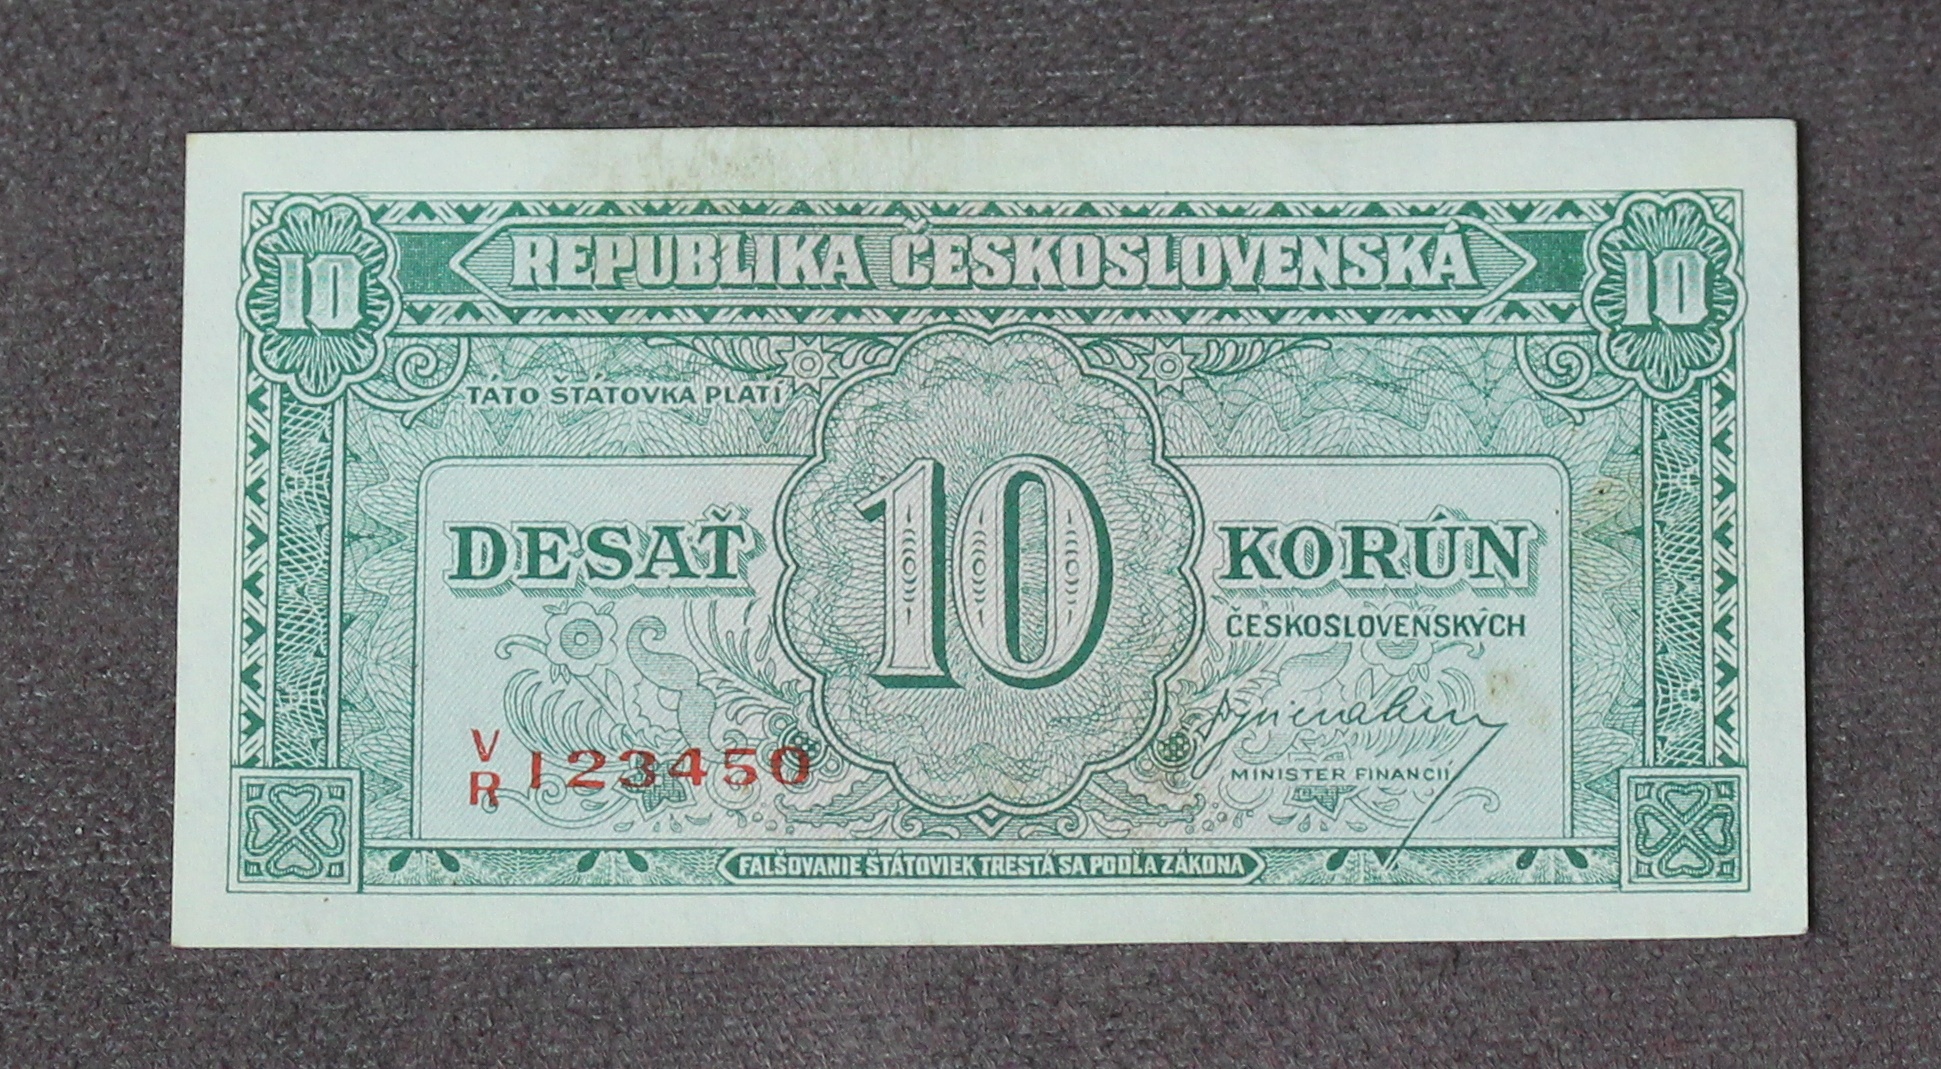 10 REPUBLIKA ČESKOSLOVENSKÁ 10
TÁTO ŠTÁTOVKA PLATÍ
DESAŤ 10 KORÚN
ČESKOSLOVENSKÝCH
V
R 123450
MINISTER FINANCIÍ
FALŠOVANIE ŠTÁTOVIEK TRESTÁ SA PODĽA ZÁKONA